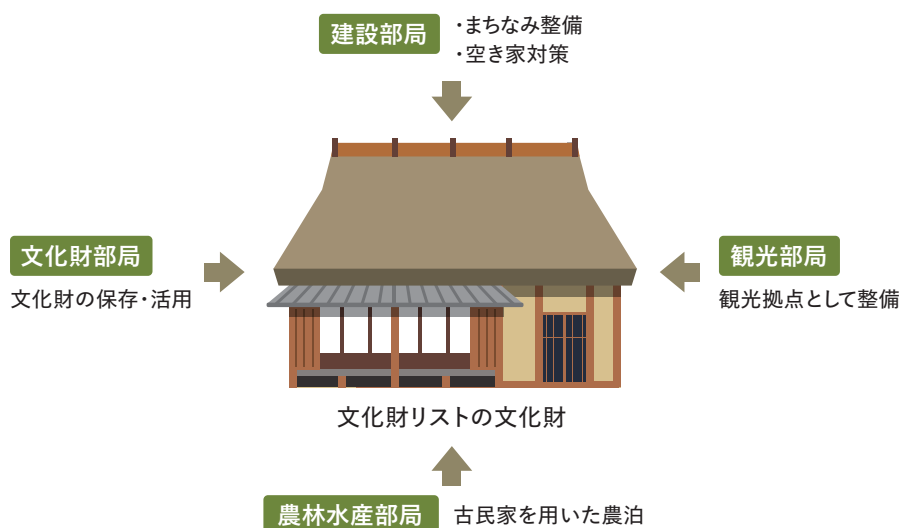 建設部局
・まちなみ整備
・空き家対策
文化財部局
文化財の保存・活用
観光部局
観光拠点として整備
文化財リストの文化財
農林水産部局
古民家を用いた農泊